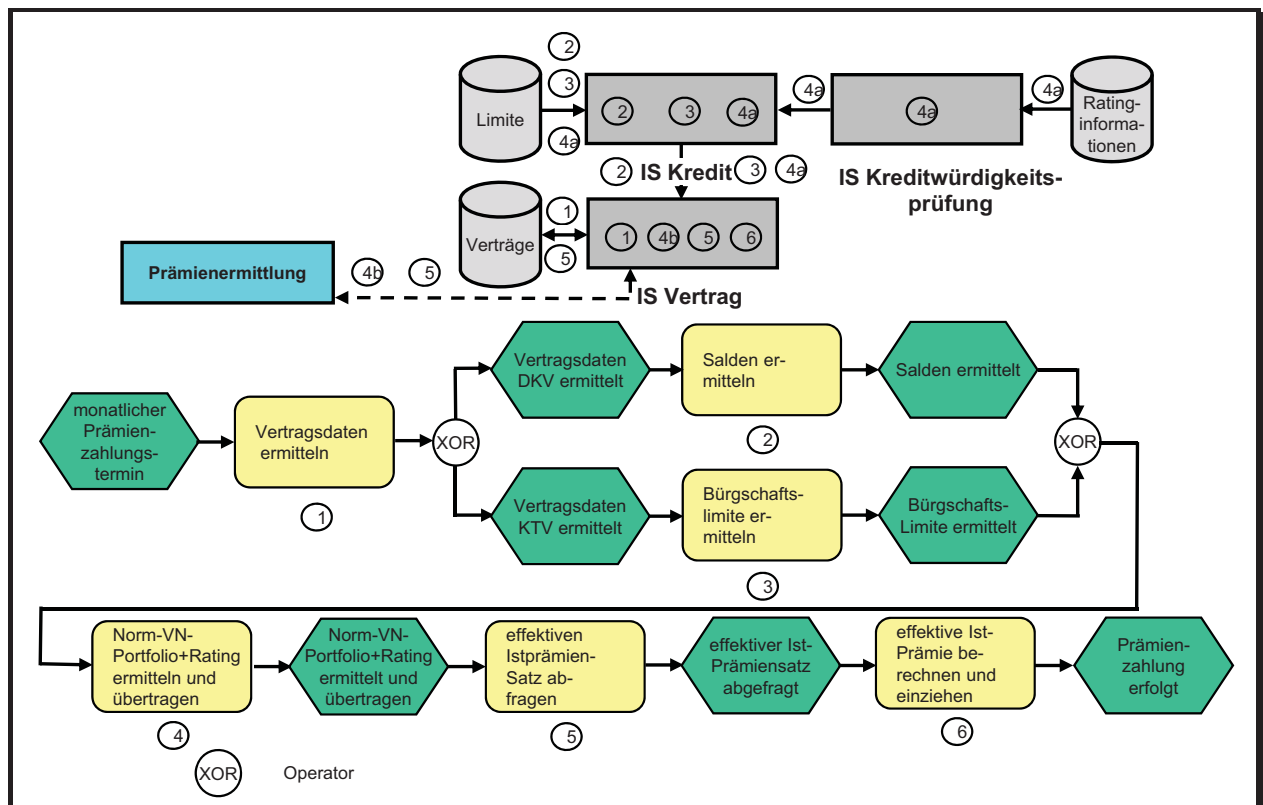 2
3
Limite
4a
2
3
4a
4a
4a
4a
Rating-
informa-
tionen
2
IS Kredit
3
4a
IS Kreditwürdigkeits-
prüfung
Verträge
1
5
1
4b
5
6
Prämienermittlung
4b
5
IS Vertrag
monatlicher
Prämien-
zahlungs-
termin
Vertragsdaten
ermitteln
1
XOR
Vertragsdaten
DKV ermittelt
Salden er-
mitteln
2
Salden ermittelt
Vertragsdaten
KTV ermittelt
Bürgschafts-
limite er-
mitteln
3
Bürgschafts-
Limite ermittelt
XOR
Norm-VN-
Portfolio+Rating
ermitteln und
übertragen
4
Norm-VN-
Portfolio+Rating
ermittelt und
übertragen
effektiven
Istprämien-
Satz ab-
fragen
5
effektiver Ist-
Prämiensatz
abgefragt
effektive Ist-
Prämie be-
rechnen und
einziehen
6
Prämien-
zahlung
erfolgt
XOR
Operator